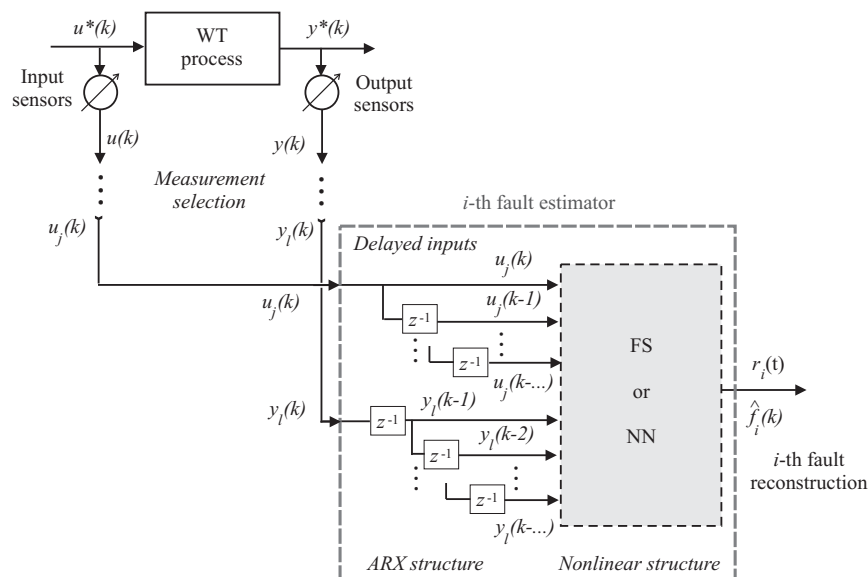 u*(k)
WT
process
y*(k)
Input
sensors
Output
sensors
u(k)
y(k)
Measurement
selection
i-th fault estimator
u_j(k)
y_l(k)
Delayed inputs
u_j(k)
u_j(k)
u_j(k-1)
z⁻¹
z⁻¹
u_j(k-...)
FS
or
NN
r_i(t)
f̂_i(k)
y_l(k)
z⁻¹
y_l(k-1)
z⁻¹
y_l(k-2)
z⁻¹
y_l(k-...)
i-th fault
reconstruction
ARX structure
Nonlinear structure